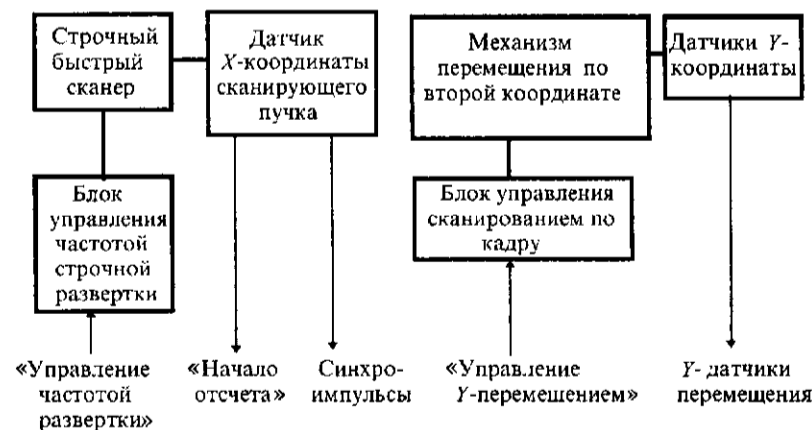 Строчный
быстрый
сканер
Датчик
X-координаты
сканирующего
пучка
Механизм
перемещения по
второй координате
Датчики Y-
координаты
Блок
управления
частотой
строчной
развертки
Блок управления
сканированием по
кадру
«Управление
частотой
развертки»
«Начало
отсчета»
Синхро-
импульсы
«Управление
Y-перемешением»
Y- датчики
перемещения